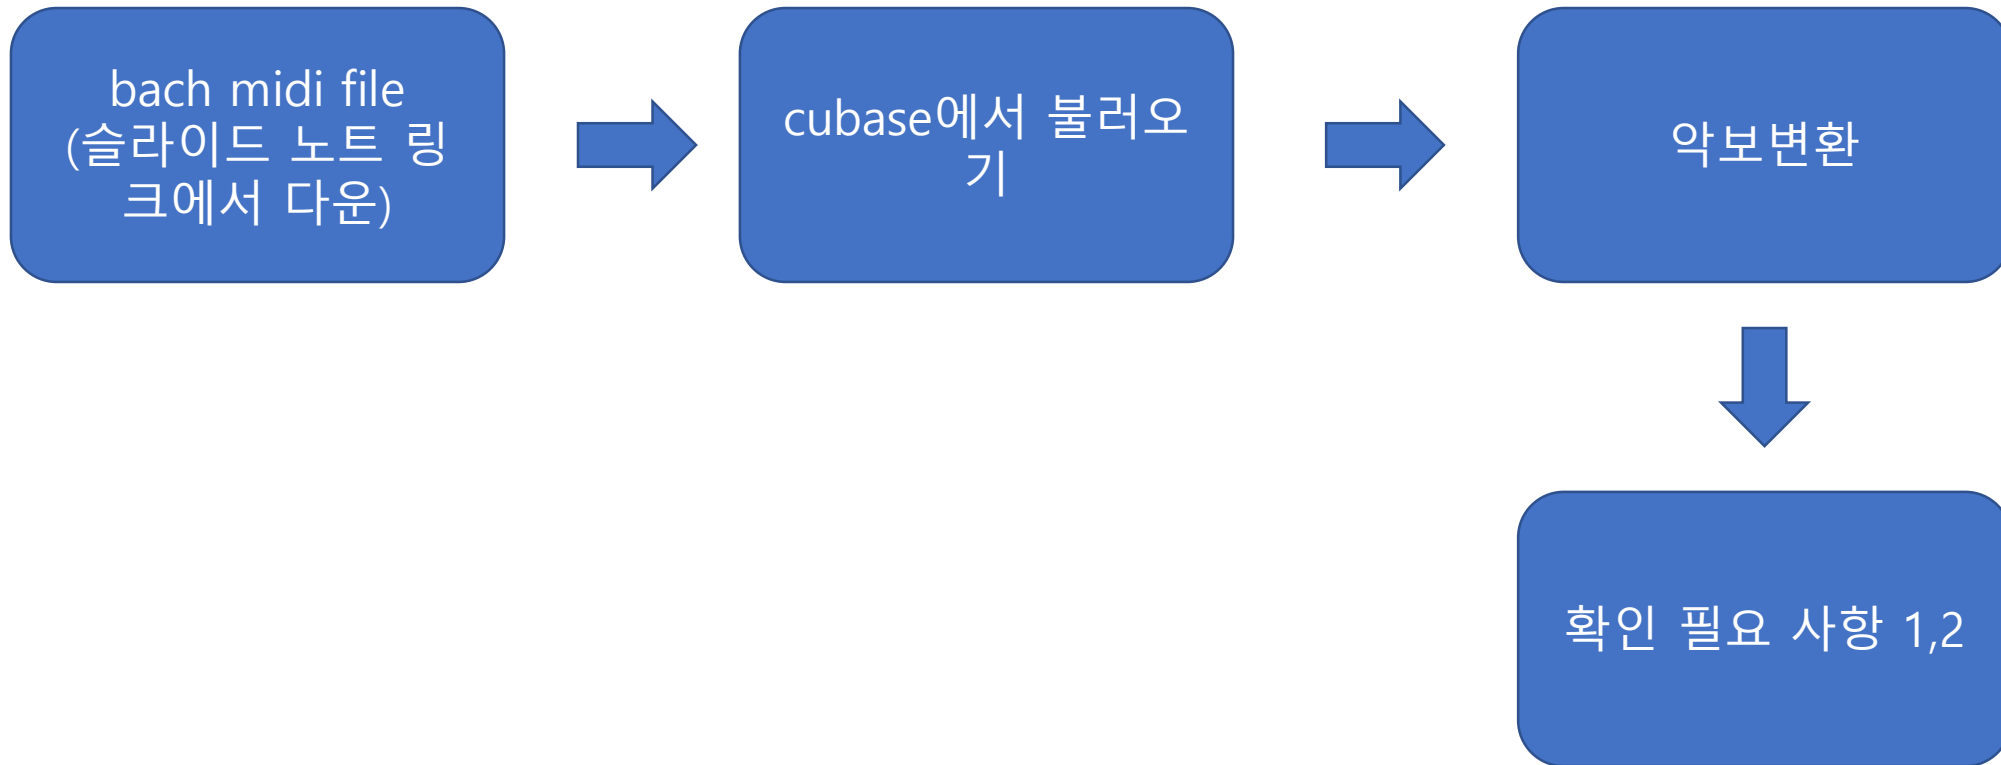 bach midi file
(슬라이드 노트 링
크에서 다운)
cubase에서 불러오
기
악보변환
확인 필요 사항 1,2